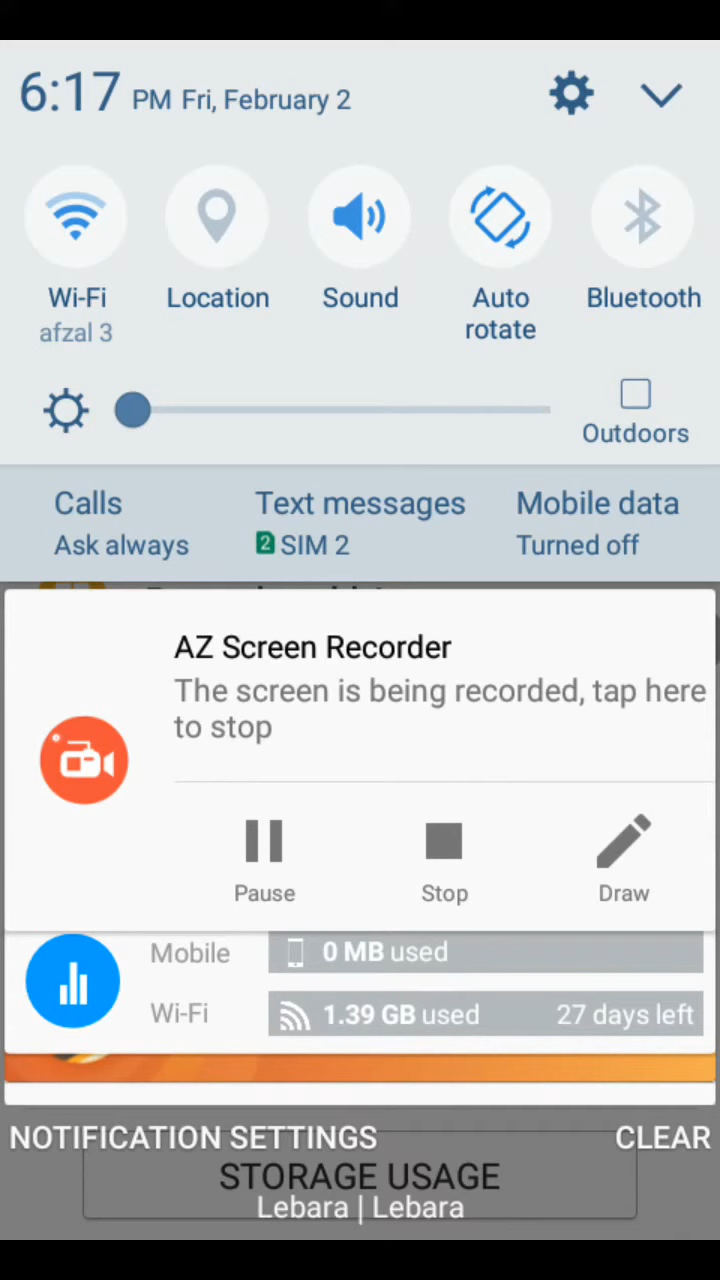 6:17 PM Fri, February 2
Wi-Fi
afzal 3
Location
Sound
Auto
rotate
Bluetooth
Outdoors
Calls
Ask always
Text messages
2 SIM 2
Mobile data
Turned off
AZ Screen Recorder
The screen is being recorded, tap here
to stop
Pause
Stop
Draw
Mobile
0 MB used
Wi-Fi
1.39 GB used
27 days left
NOTIFICATION SETTINGS
CLEAR
STORAGE USAGE
Lebara | Lebara